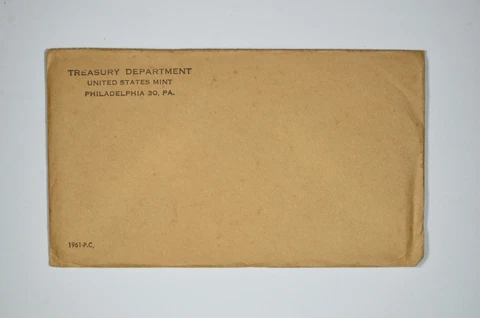 TREASURY DEPARTMENT
UNITED STATES MINT
PHILADELPHIA 30, PA.
1961-P.C.